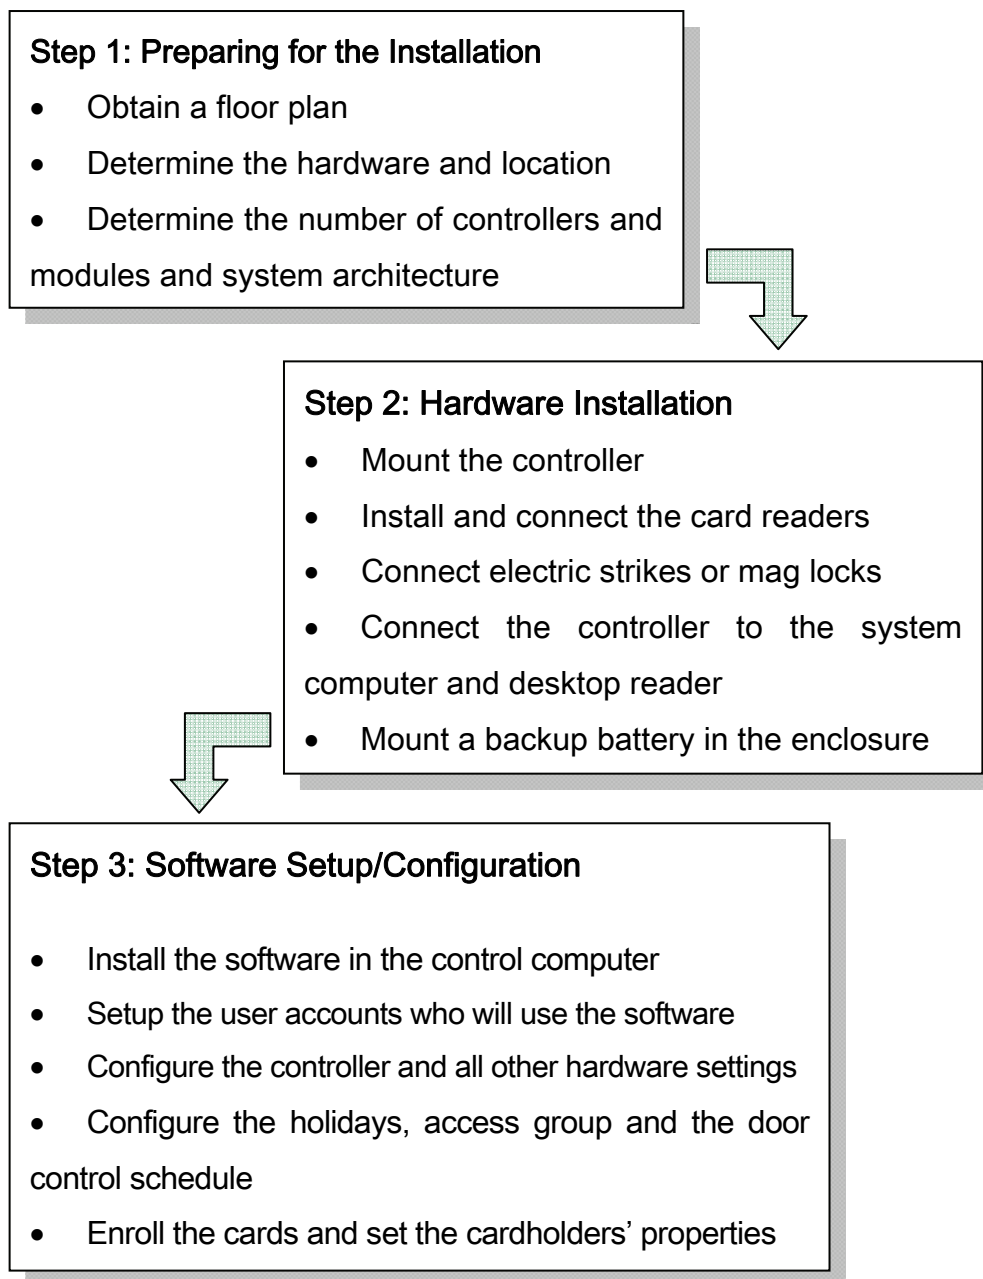 Step 1: Preparing for the Installation
• Obtain a floor plan
• Determine the hardware and location
• Determine the number of controllers and
modules and system architecture
Step 2: Hardware Installation
• Mount the controller
• Install and connect the card readers
• Connect electric strikes or mag locks
• Connect the controller to the system
computer and desktop reader
• Mount a backup battery in the enclosure
Step 3: Software Setup/Configuration
• Install the software in the control computer
• Setup the user accounts who will use the software
• Configure the controller and all other hardware settings
• Configure the holidays, access group and the door
control schedule
• Enroll the cards and set the cardholders’ properties